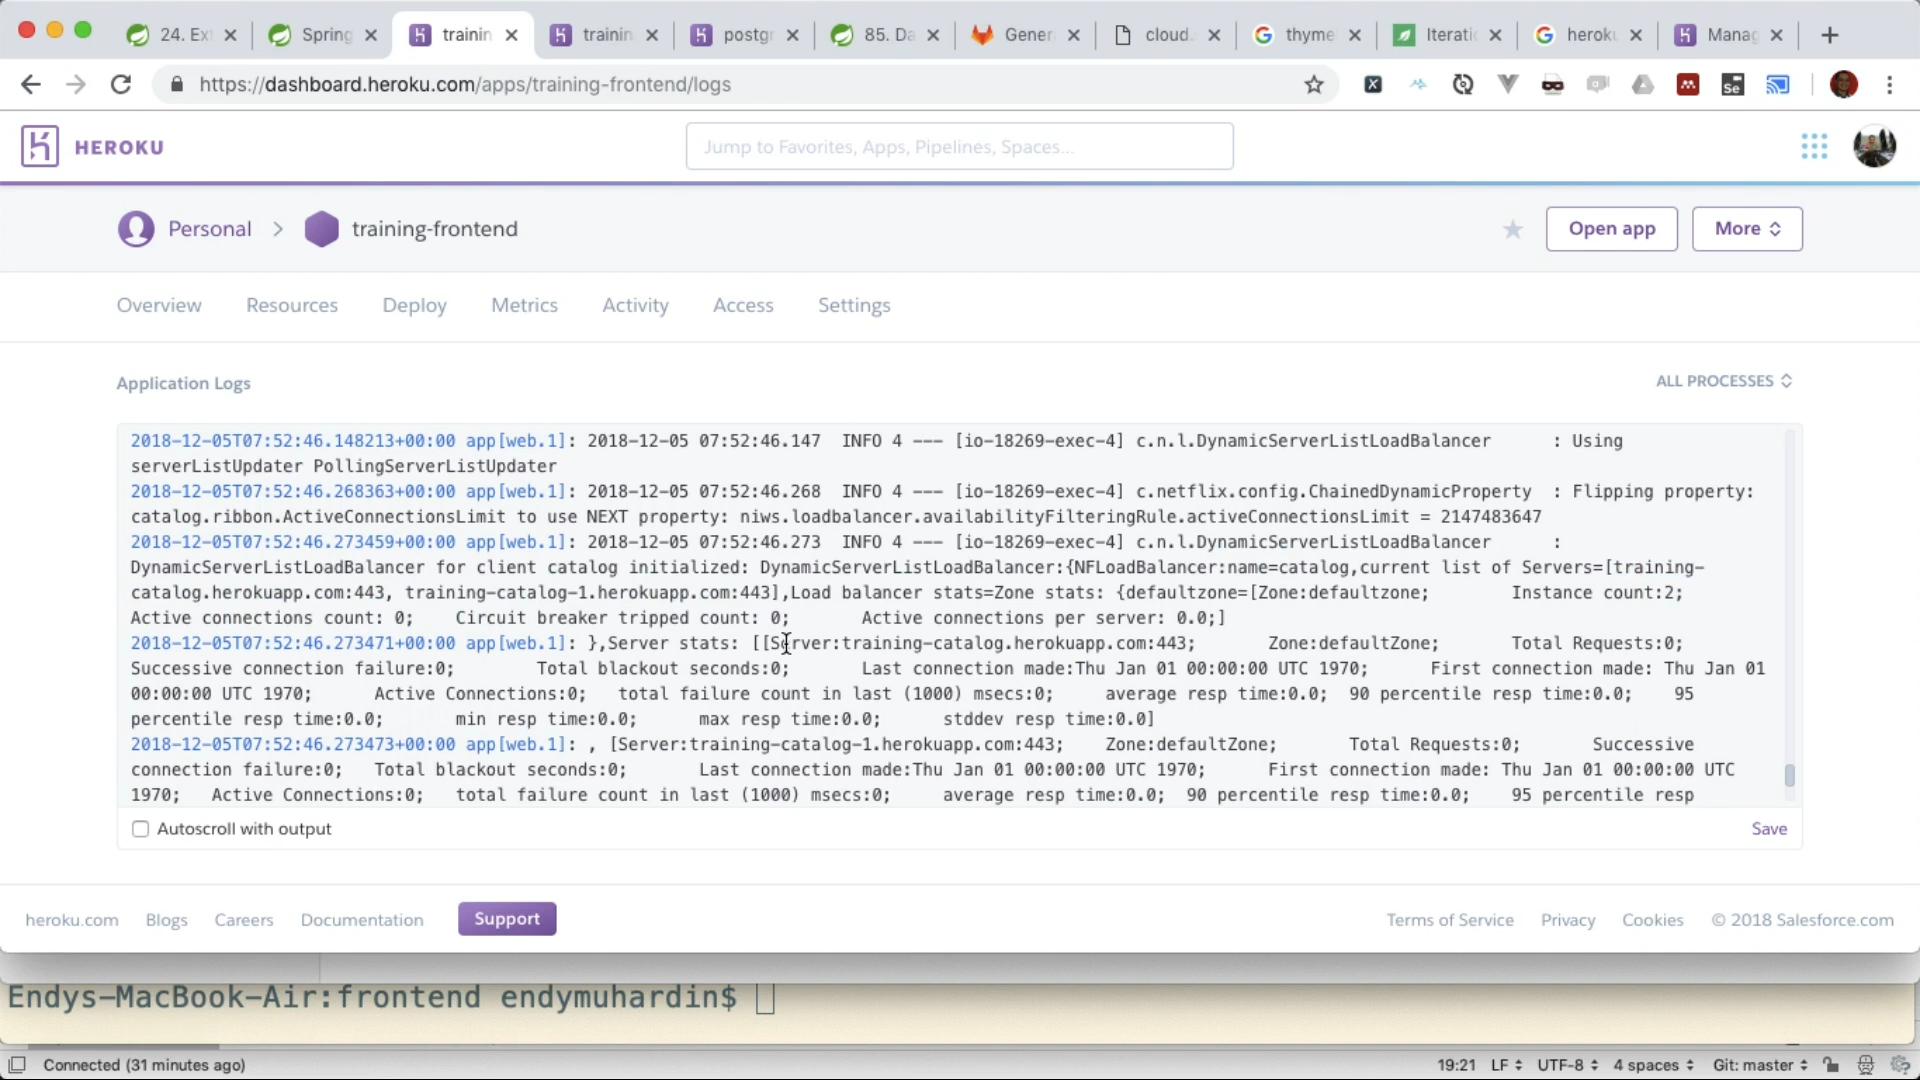 24. Ex
Spring
trainin
trainin
postgr
85. Da
Gener
cloud.
thyme
Iteratio
heroku
Manag
https://dashboard.heroku.com/apps/training-frontend/logs
Se
HEROKU
Jump to Favorites, Apps, Pipelines, Spaces...
Personal > training-frontend
Open app
More
Overview
Resources
Deploy
Metrics
Activity
Access
Settings
Application Logs
ALL PROCESSES
2018-12-05T07:52:46.148213+00:00 app[web.1]: 2018-12-05 07:52:46.147 INFO 4 --- [io-18269-exec-4] c.n.l.DynamicServerListLoadBalancer : Using
serverListUpdater PollingServerListUpdater
2018-12-05T07:52:46.268363+00:00 app[web.1]: 2018-12-05 07:52:46.268 INFO 4 --- [io-18269-exec-4] c.netflix.config.ChainedDynamicProperty : Flipping property:
catalog.ribbon.ActiveConnectionsLimit to use NEXT property: niws.loadbalancer.availabilityFilteringRule.activeConnectionsLimit = 2147483647
2018-12-05T07:52:46.273459+00:00 app[web.1]: 2018-12-05 07:52:46.273 INFO 4 --- [io-18269-exec-4] c.n.l.DynamicServerListLoadBalancer :
DynamicServerListLoadBalancer for client catalog initialized: DynamicServerListLoadBalancer:{NFLoadBalancer:name=catalog,current list of Servers=[training-
catalog.herokuapp.com:443, training-catalog-1.herokuapp.com:443],Load balancer stats=Zone stats: {defaultzone=[Zone:defaultzone; Instance count:2;
Active connections count: 0; Circuit breaker tripped count: 0; Active connections per server: 0.0;]
2018-12-05T07:52:46.273471+00:00 app[web.1]: },Server stats: [[Server:training-catalog.herokuapp.com:443; Zone:defaultZone; Total Requests:0;
Successive connection failure:0; Total blackout seconds:0; Last connection made:Thu Jan 01 00:00:00 UTC 1970; First connection made: Thu Jan 01
00:00:00 UTC 1970; Active Connections:0; total failure count in last (1000) msecs:0; average resp time:0.0; 90 percentile resp time:0.0; 95
percentile resp time:0.0; min resp time:0.0; max resp time:0.0; stddev resp time:0.0]
2018-12-05T07:52:46.273473+00:00 app[web.1]: , [Server:training-catalog-1.herokuapp.com:443; Zone:defaultZone; Total Requests:0; Successive
connection failure:0; Total blackout seconds:0; Last connection made:Thu Jan 01 00:00:00 UTC 1970; First connection made: Thu Jan 01 00:00:00 UTC
1970; Active Connections:0; total failure count in last (1000) msecs:0; average resp time:0.0; 90 percentile resp time:0.0; 95 percentile resp
Autoscroll with output
Save
heroku.com
Blogs
Careers
Documentation
Support
Terms of Service
Privacy
Cookies
© 2018 Salesforce.com
Endys-MacBook-Air:frontend endymuhardin$
Connected (31 minutes ago)
19:21
LF
UTF-8
4 spaces
Git: master